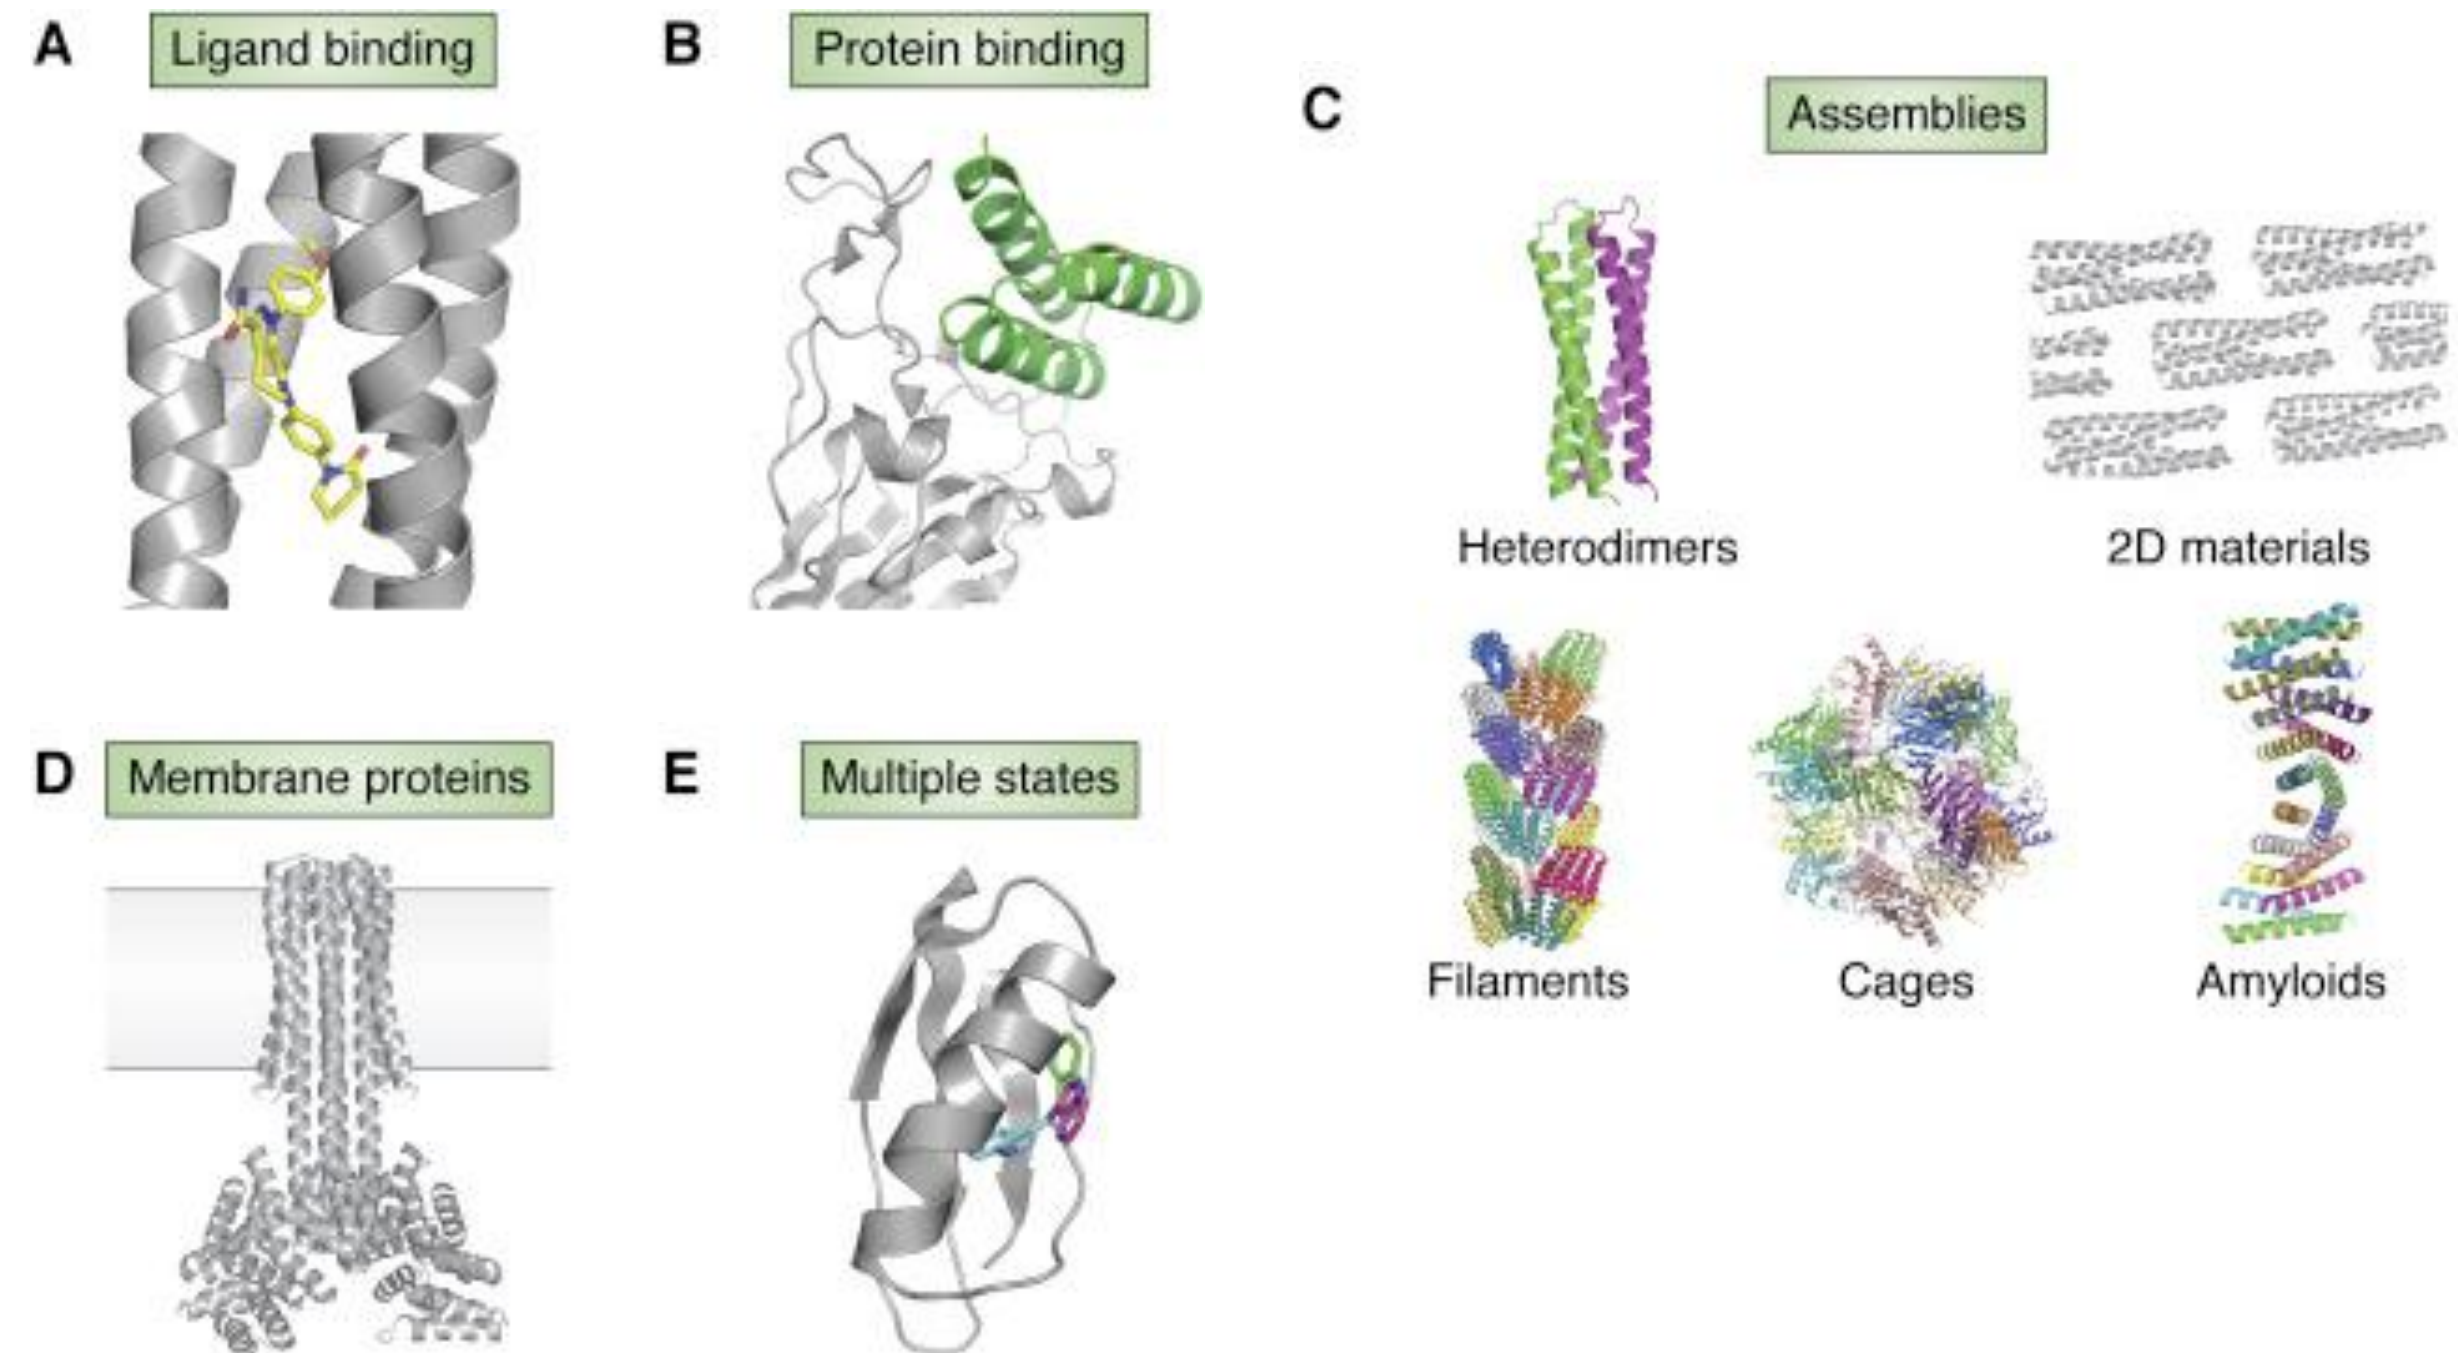 A
Ligand binding
B
Protein binding
C
Assemblies
Heterodimers
2D materials
Filaments
Cages
Amyloids
D
Membrane proteins
E
Multiple states